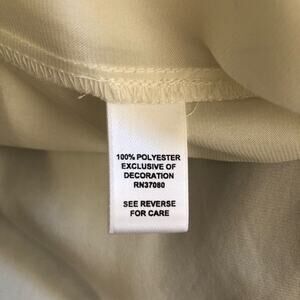 100% POLYESTER
EXCLUSIVE OF
DECORATION
RN37080
SEE REVERSE
FOR CARE